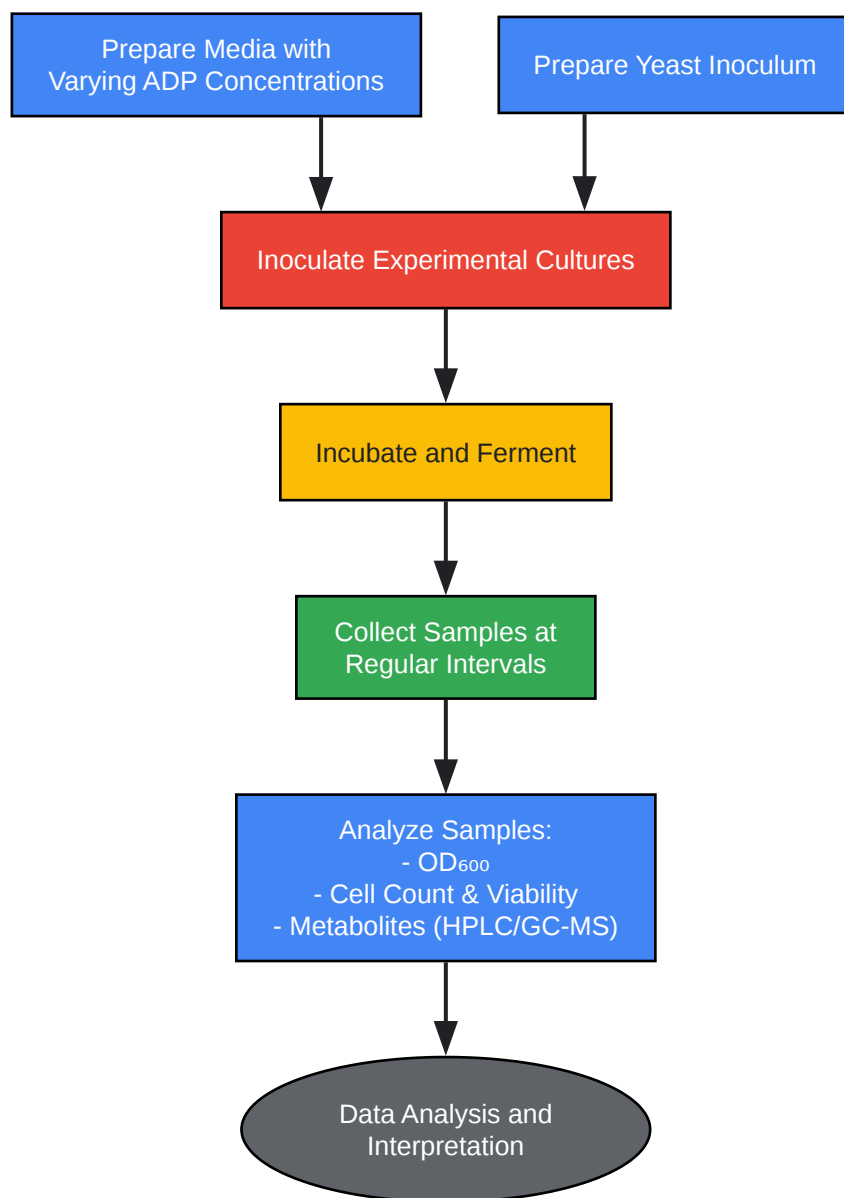 Prepare Media with
Varying ADP Concentrations
Prepare Yeast Inoculum
Inoculate Experimental Cultures
Incubate and Ferment
Collect Samples at
Regular Intervals
Analyze Samples:
- OD₆₀₀
- Cell Count & Viability
- Metabolites (HPLC/GC-MS)
Data Analysis and
Interpretation